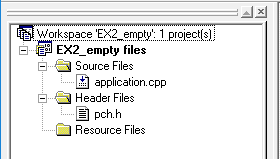 Workspace 'EX2_empty': 1 project(s)
EX2_empty files
Source Files
application.cpp
Header Files
pch.h
Resource Files